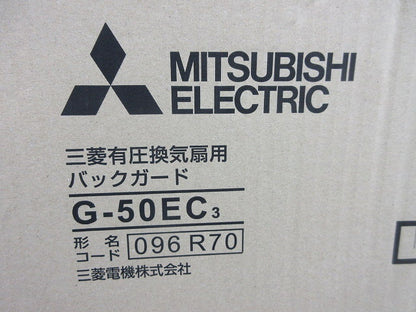 MITSUBISHI
ELECTRIC
三菱有圧換気扇用
バックガード
G-50EC₃
形名
コード 096 R70
三菱電機株式会社